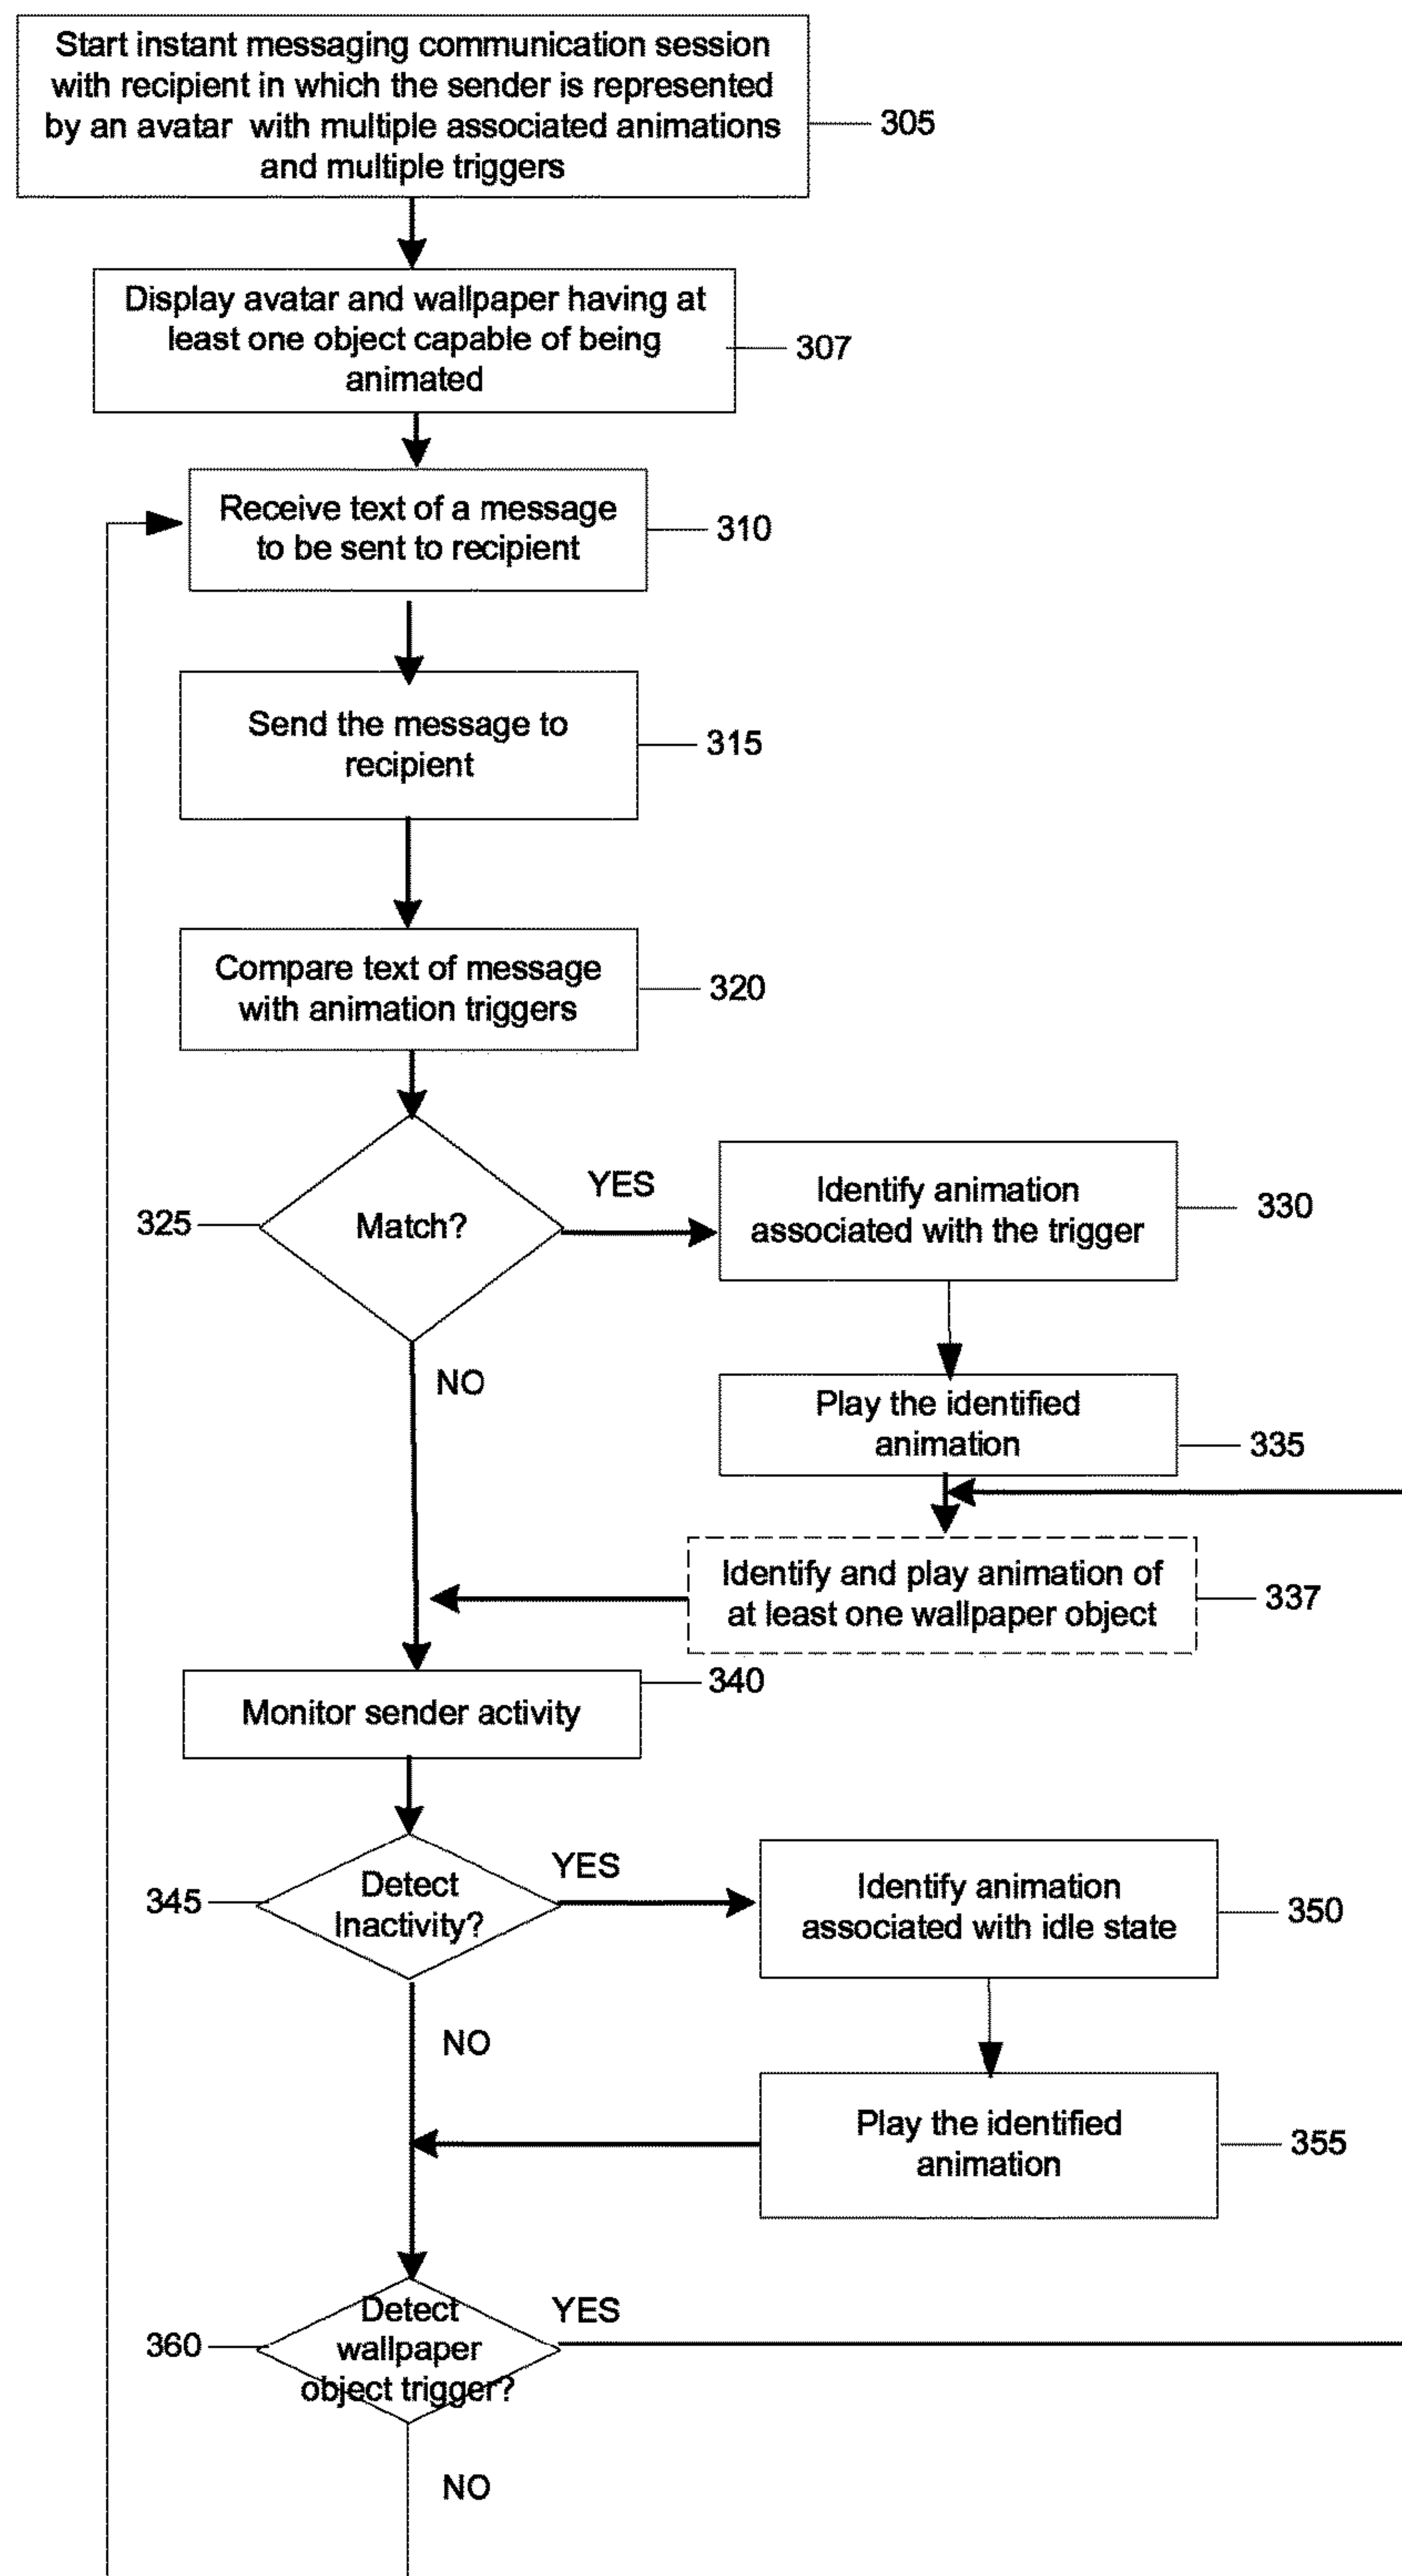 Start instant messaging communication session
with recipient in which the sender is represented
by an avatar with multiple associated animations
and multiple triggers
305
Display avatar and wallpaper having at
least one object capable of being
animated
307
Receive text of a message
to be sent to recipient
310
Send the message to
recipient
315
Compare text of message
with animation triggers
320
325
Match?
YES
Identify animation
associated with the trigger
330
NO
Play the identified
animation
335
Identify and play animation of
at least one wallpaper object
337
Monitor sender activity
340
345
Detect
Inactivity?
YES
Identify animation
associated with idle state
350
NO
Play the identified
animation
355
360
Detect
wallpaper
object trigger?
YES
NO